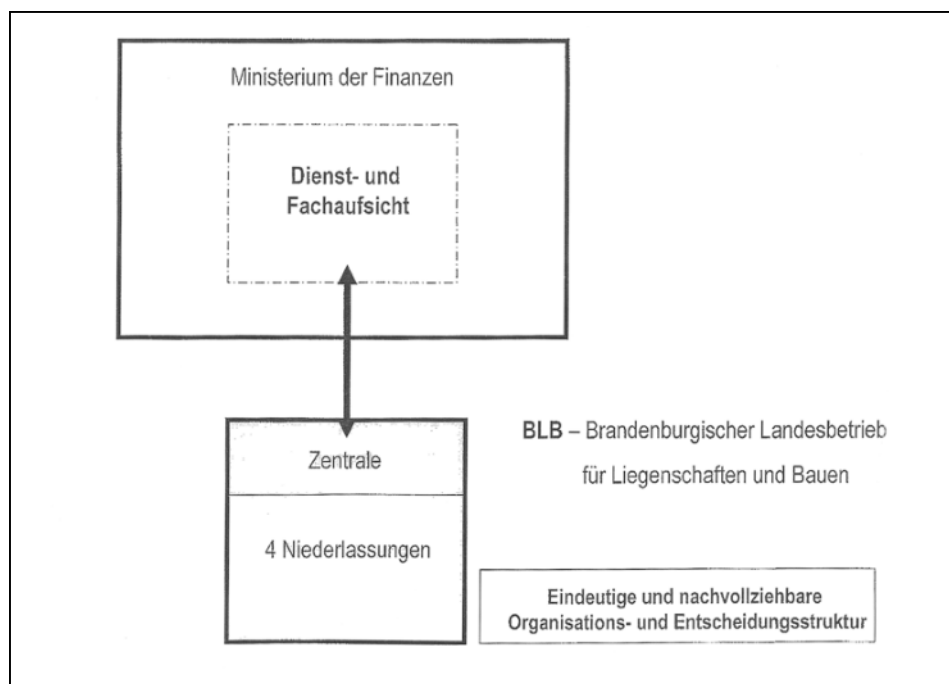 Ministerium der Finanzen
Dienst- und
Fachaufsicht
Zentrale
4 Niederlassungen
BLB – Brandenburgischer Landesbetrieb
für Liegenschaften und Bauen
Eindeutige und nachvollziehbare
Organisations- und Entscheidungsstruktur